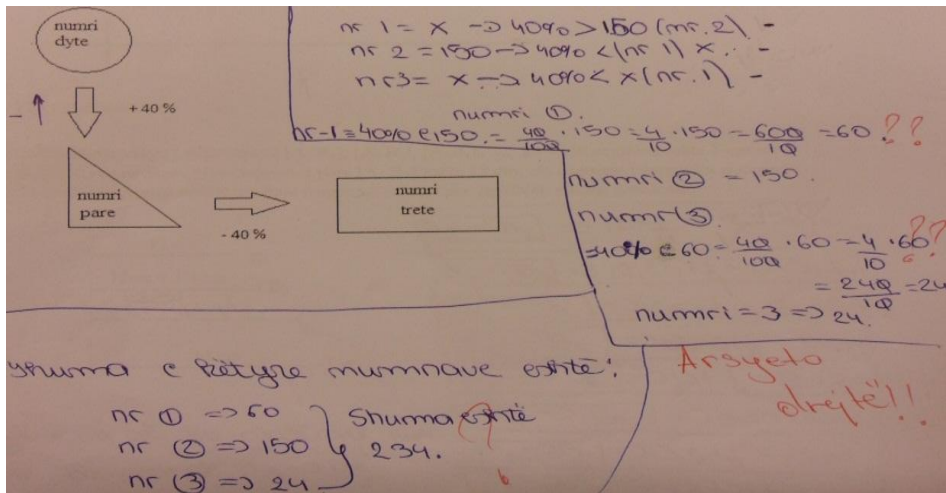 numri
dyte
+ 40 %
numri
pare
- 40 %
numri
trete
nr 1 = x → 40% > 150 (nr. 2) -
nr 2 = 150 → 40% < (nr 1) x. -
nr3 = x → 40% < x (nr. 1) -
numri ①.
nr-1 = 40% e 150. = 40/100 · 150 = 4/10 · 150 = 600/10 = 60. ??
numri ② = 150.
numri ③
= 40% e 60 = 40/100 · 60 = 4/10 · 60 ??
= 240/10 = 24
numri = 3 => 24.
shuma e këtyre numrave është:
nr ① => 60
nr ② => 150
nr ③ => 24
Shuma është
234.
?
Arsyeto
drejtë!!